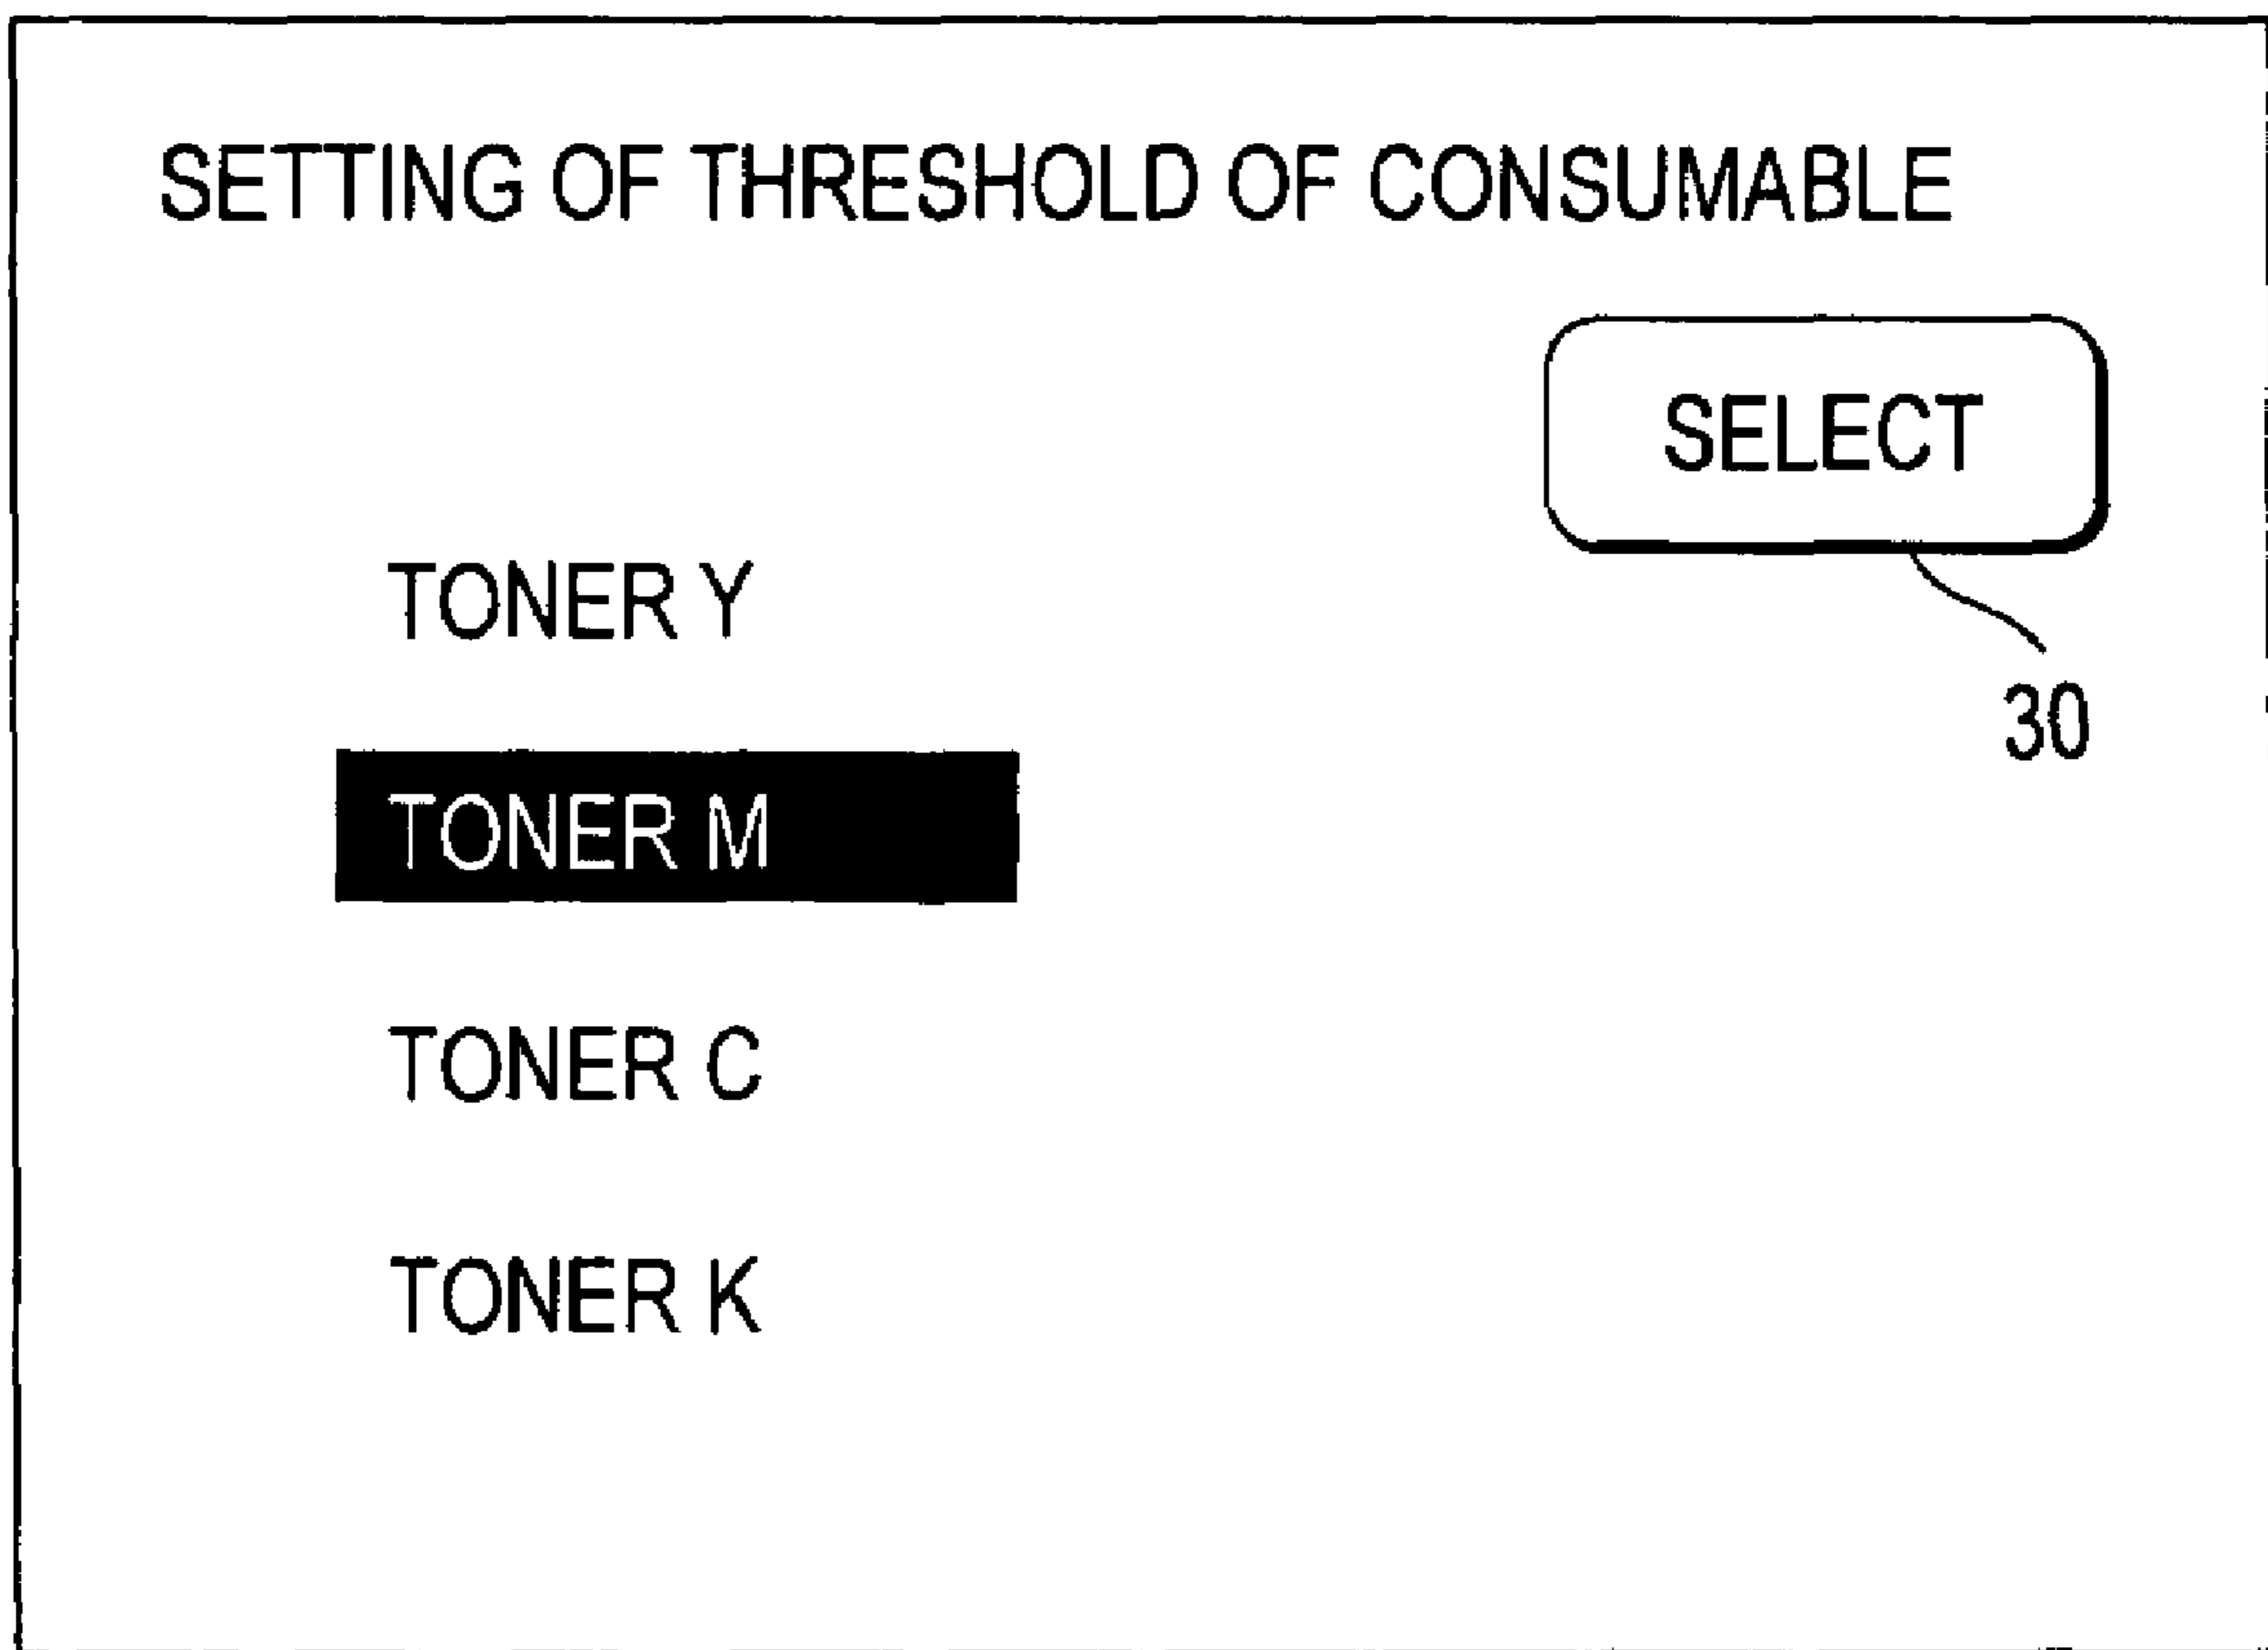 SETTING OF THRESHOLD OF CONSUMABLE
SELECT
30
TONER Y
TONER M
TONER C
TONER K